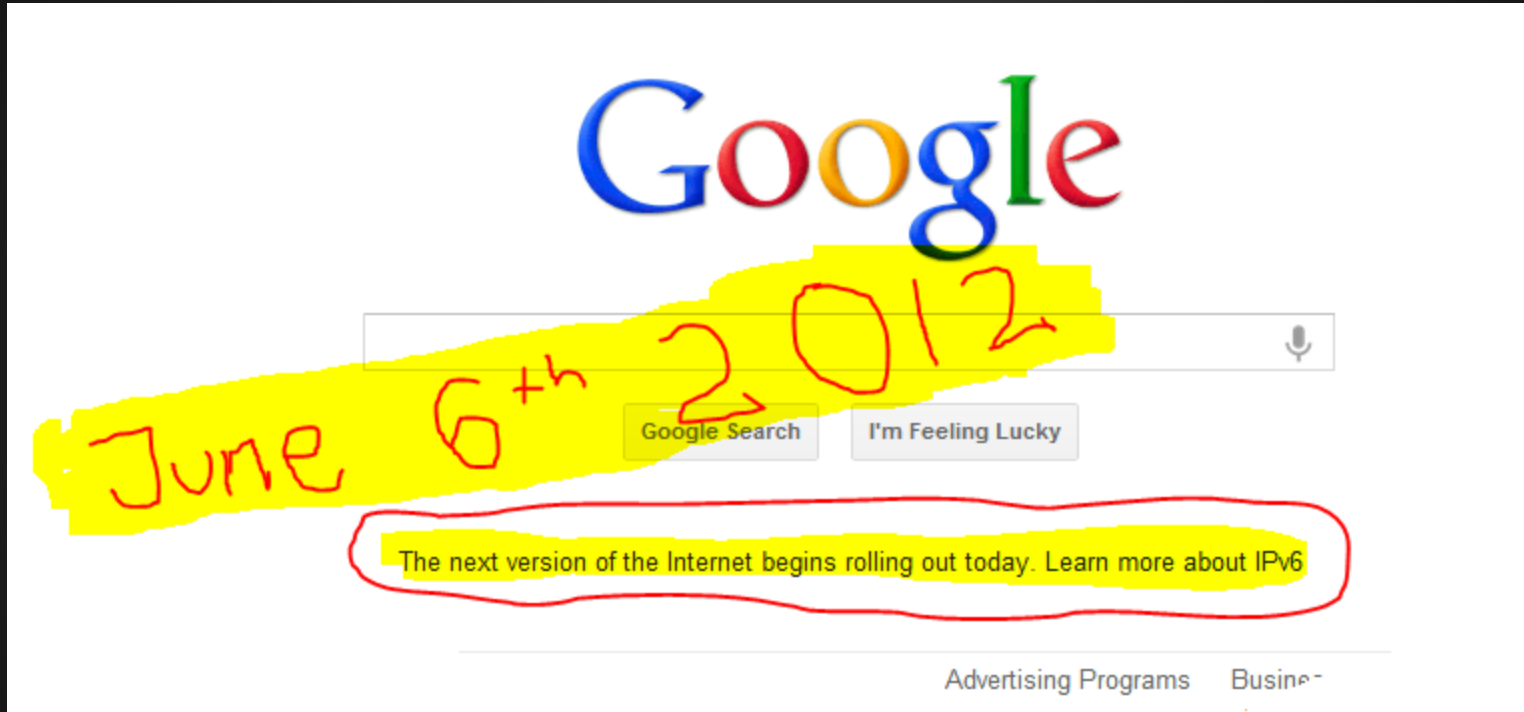 Google
June 6th 2012
Google Search I'm Feeling Lucky
The next version of the Internet begins rolling out today. Learn more about IPv6
Advertising Programs